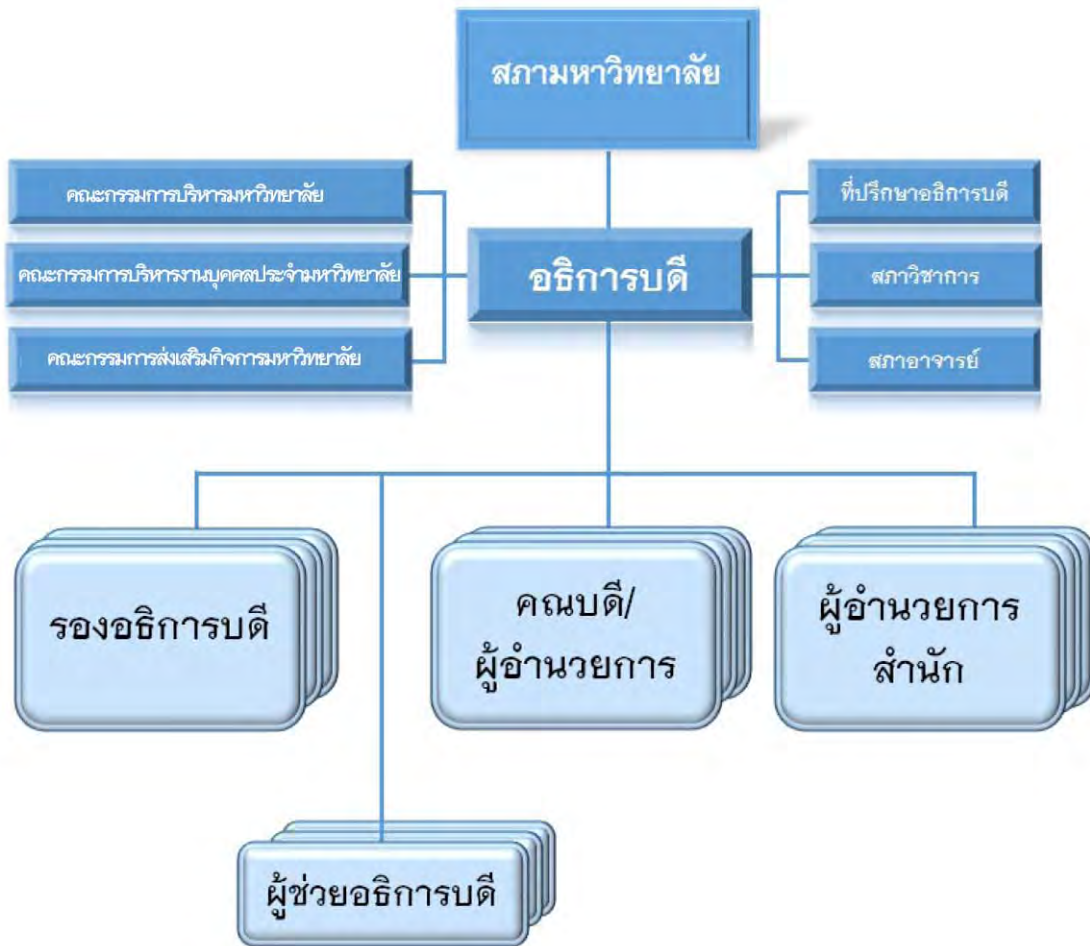 สภามหาวิทยาลัย
คณะกรรมการบริหารมหาวิทยาลัย
ที่ปรึกษาอธิการบดี
คณะกรรมการบริหารงานบุคคลประจำมหาวิทยาลัย
อธิการบดี
สภาวิชาการ
คณะกรรมการส่งเสริมกิจการมหาวิทยาลัย
สภาอาจารย์
รองอธิการบดี
คณบดี/
ผู้อำนวยการ
ผู้อำนวยการ
สำนัก
ผู้ช่วยอธิการบดี